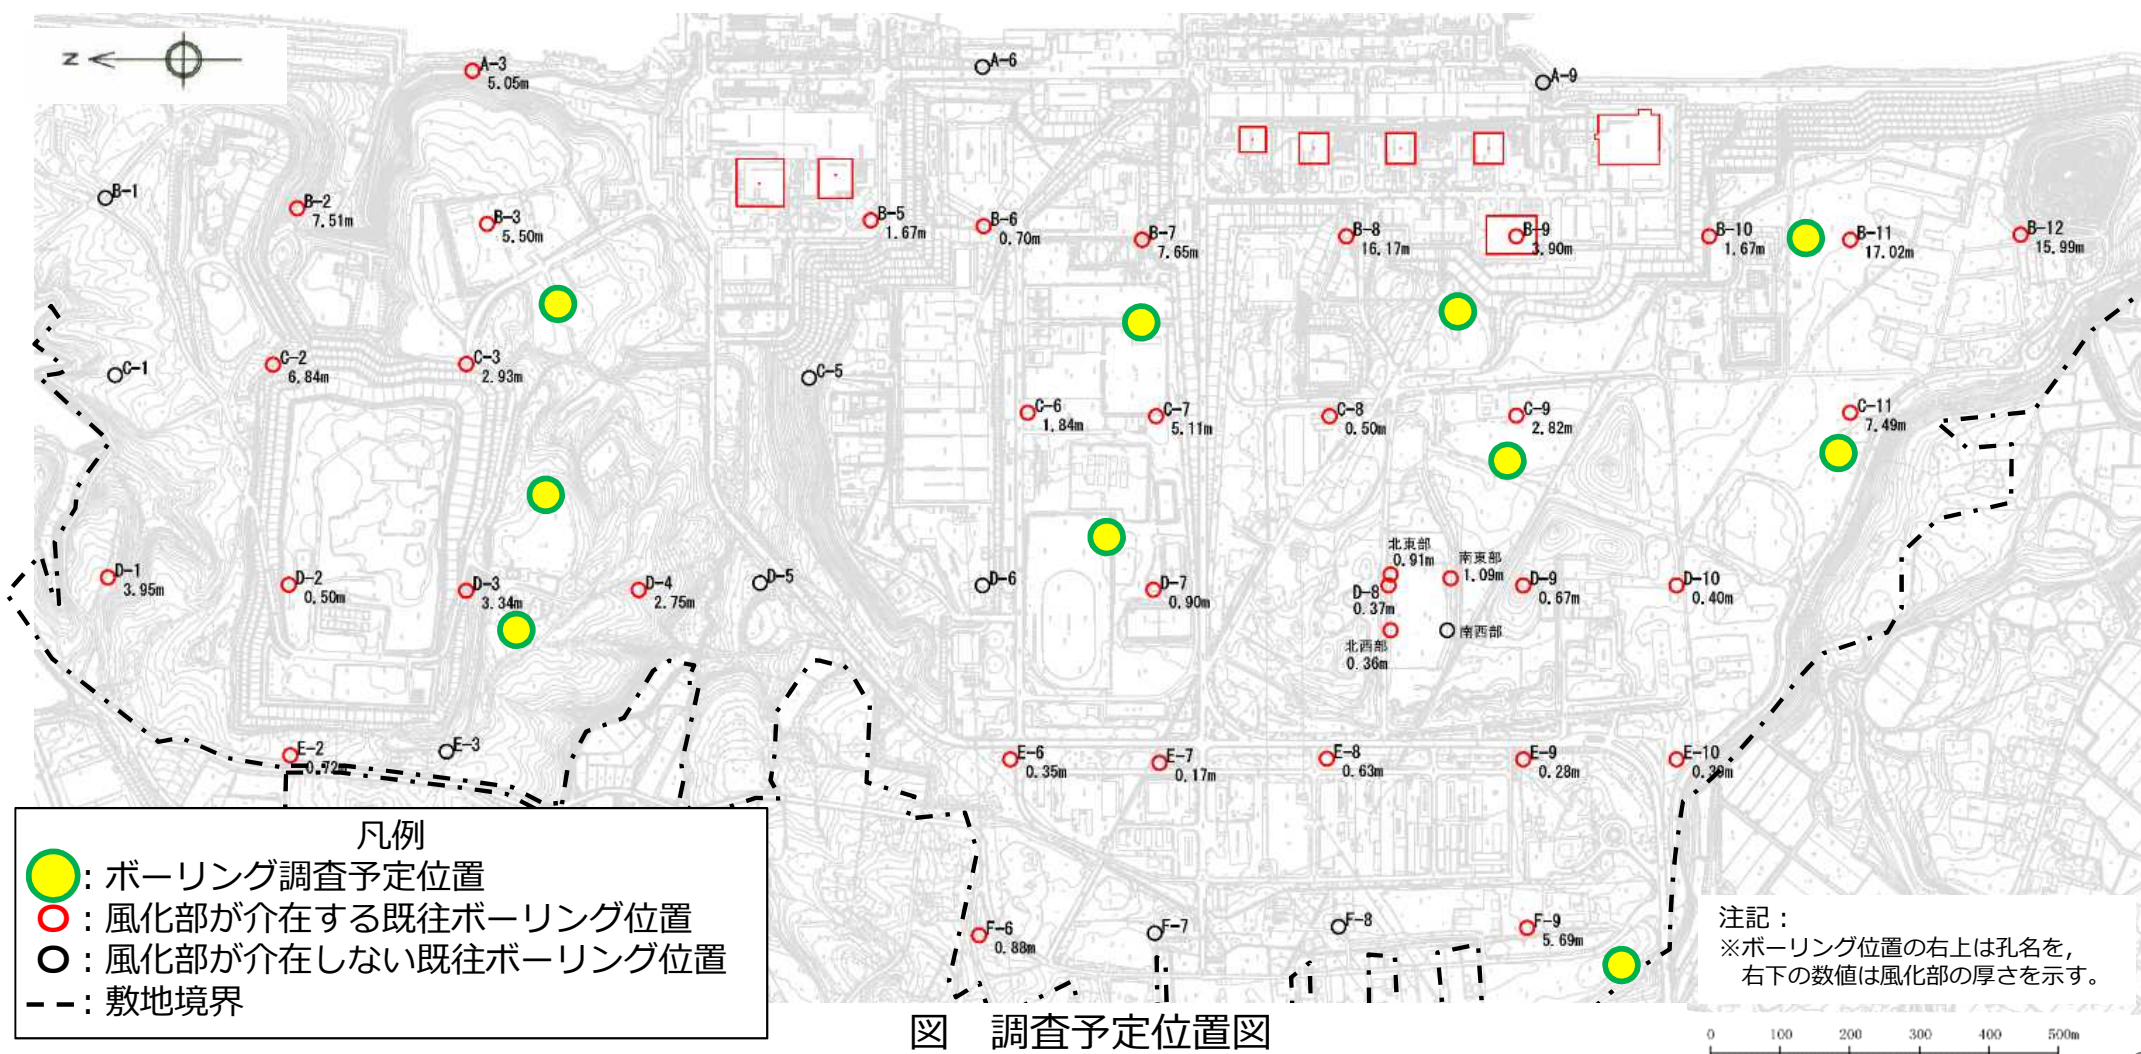 N
A-3
5.05m
A-6
A-9
B-1
B-2
7.51m
B-3
5.50m
B-5
1.67m
B-6
0.70m
B-7
7.65m
B-8
16.17m
B-9
3.90m
B-10
1.67m
B-11
17.02m
B-12
15.99m
C-1
C-2
6.84m
C-3
2.93m
C-5
C-6
1.84m
C-7
5.11m
C-8
0.50m
C-9
2.82m
C-11
7.49m
D-1
3.95m
D-2
0.50m
D-3
3.34m
D-4
2.75m
D-5
D-6
D-7
0.90m
北東部
0.91m
南東部
1.09m
D-8
0.37m
北西部
0.36m
南西部
D-9
0.67m
D-10
0.40m
E-2
0.72m
E-3
E-6
0.35m
E-7
0.17m
E-8
0.63m
E-9
0.28m
E-10
0.39m
F-6
0.88m
F-7
F-8
F-9
5.69m
凡例
：ボーリング調査予定位置
：風化部が介在する既往ボーリング位置
：風化部が介在しない既往ボーリング位置
：敷地境界
注記：
※ボーリング位置の右上は孔名を，
右下の数値は風化部の厚さを示す。
図　調査予定位置図
0 100 200 300 400 500m